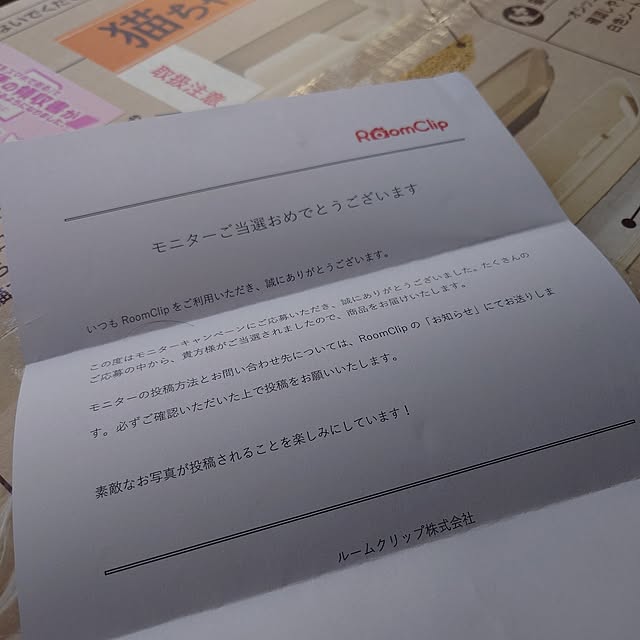 はいでくだ
猫ち
取扱注意
の領収書が
RoomClip
モニターご当選おめでとうございます
いつも RoomClip をご利用いただき、誠にありがとうございます。
この度はモニターキャンペーンにご応募いただき、誠にありがとうございました。たくさんの
ご応募の中から、貴方様がご当選されましたので、商品をお届けいたします。
モニターの投稿方法とお問い合わせ先については、RoomClip の「お知らせ」にてお送りしま
す。必ずご確認いただいた上で投稿をお願いいたします。
素敵なお写真が投稿されることを楽しみにしています！
ルームクリップ株式会社